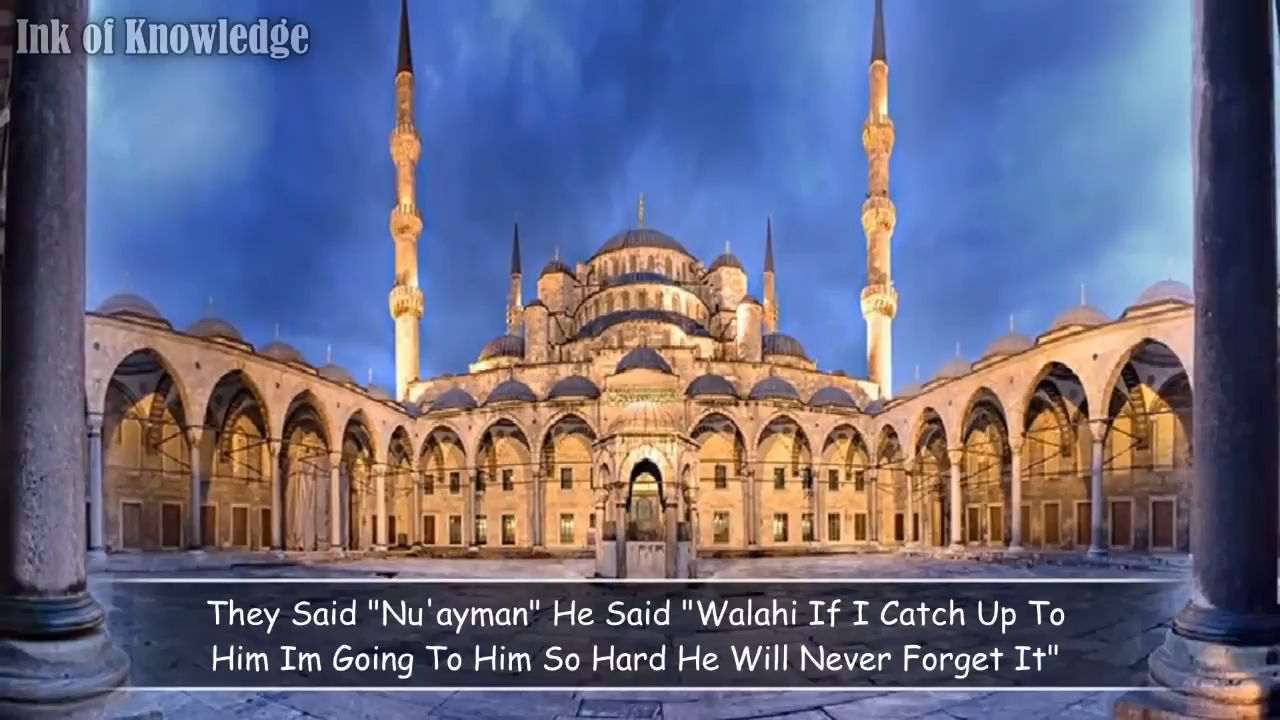 Ink of Knowledge
They Said "Nu'ayman" He Said "Walahi If I Catch Up To
Him Im Going To Him So Hard He Will Never Forget It"